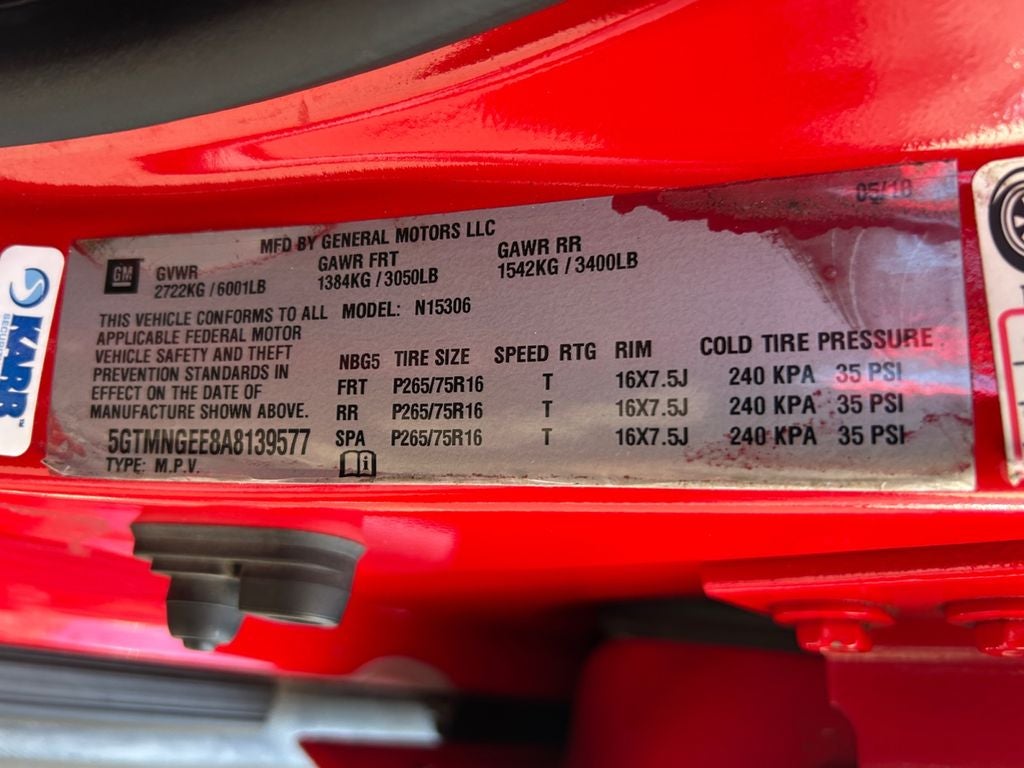 05/10
MFD BY GENERAL MOTORS LLC
GM
GVWR GAWR FRT GAWR RR
2722KG / 6001LB 1384KG / 3050LB 1542KG / 3400LB
THIS VEHICLE CONFORMS TO ALL MODEL: N15306
APPLICABLE FEDERAL MOTOR
VEHICLE SAFETY AND THEFT
PREVENTION STANDARDS IN
EFFECT ON THE DATE OF
MANUFACTURE SHOWN ABOVE.
5GTMNGEE8A8139577
TYPE: M.P.V.
NBG5 TIRE SIZE SPEED RTG RIM COLD TIRE PRESSURE
FRT P265/75R16 T 16X7.5J 240 KPA 35 PSI
RR P265/75R16 T 16X7.5J 240 KPA 35 PSI
SPA P265/75R16 T 16X7.5J 240 KPA 35 PSI
i
KARR™